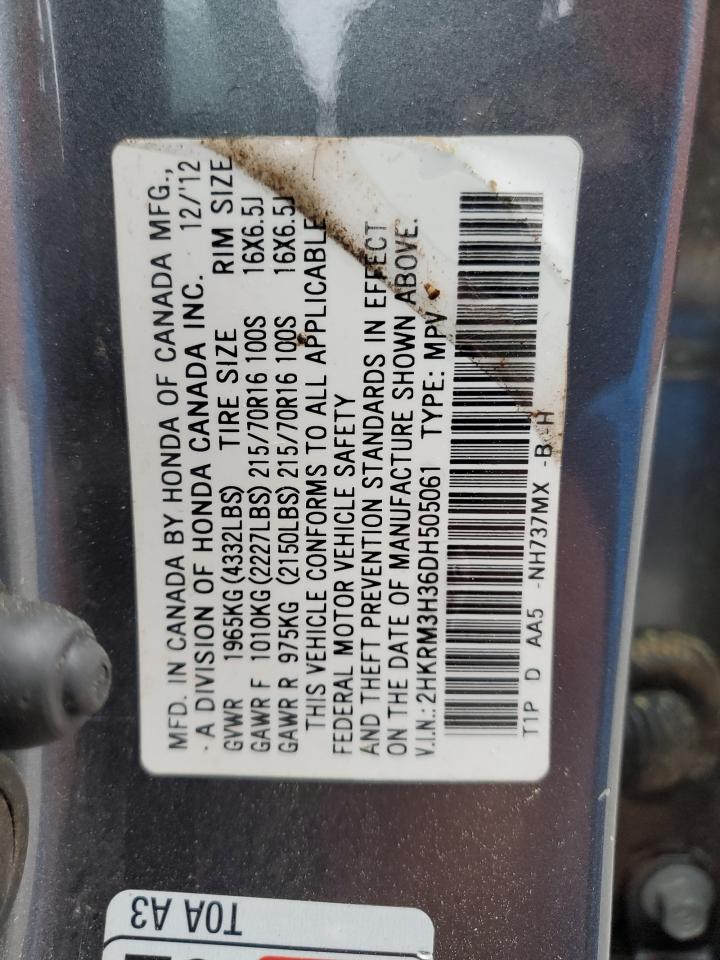 MFD. IN CANADA BY HONDA OF CANADA MFG.,
· A DIVISION OF HONDA CANADA INC. 12/'12
GVWR 1965KG(4332LBS) TIRE SIZE RIM SIZE
GAWR F 1010KG(2227LBS) 215/70R16 100S 16X6.5J
GAWR R 975KG (2150LBS) 215/70R16 100S 16X6.5J
THIS VEHICLE CONFORMS TO ALL APPLICABLE
FEDERAL MOTOR VEHICLE SAFETY
AND THEFT PREVENTION STANDARDS IN EFFECT
ON THE DATE OF MANUFACTURE SHOWN ABOVE.
V.I.N.:2HKRM3H36DH505061 TYPE: MPV
T1P D AA5 -NH737MX -B-H
T0A A3